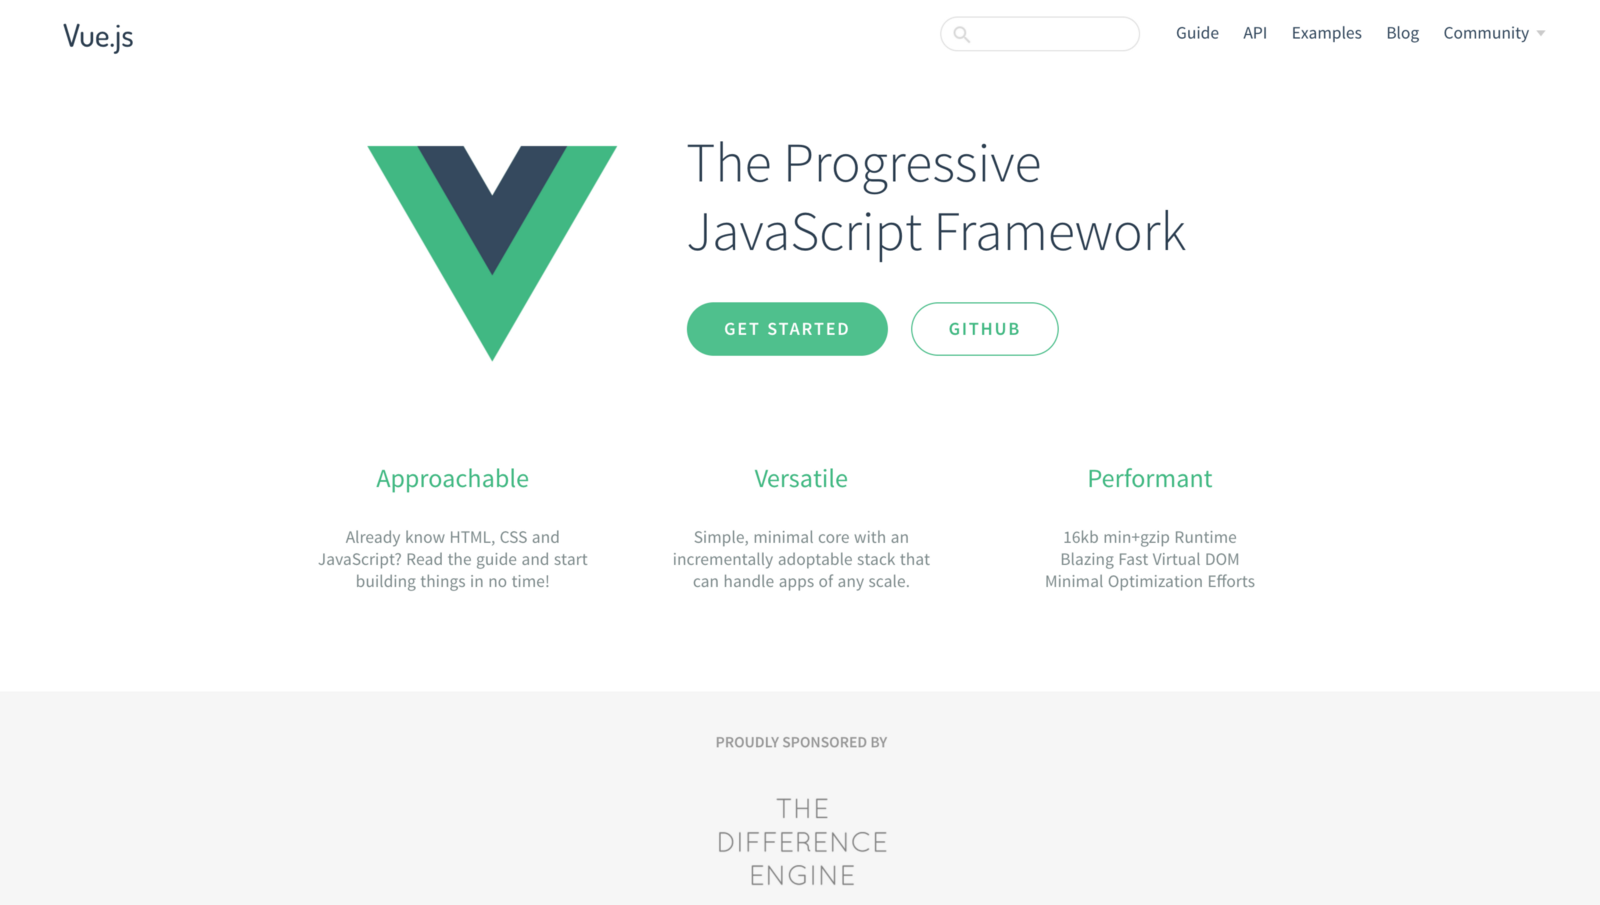 Vue.js
Guide API Examples Blog Community
The Progressive
JavaScript Framework
GET STARTED GITHUB
Approachable
Already know HTML, CSS and
JavaScript? Read the guide and start
building things in no time!
Versatile
Simple, minimal core with an
incrementally adoptable stack that
can handle apps of any scale.
Performant
16kb min+gzip Runtime
Blazing Fast Virtual DOM
Minimal Optimization Efforts
PROUDLY SPONSORED BY
THE
DIFFERENCE
ENGINE